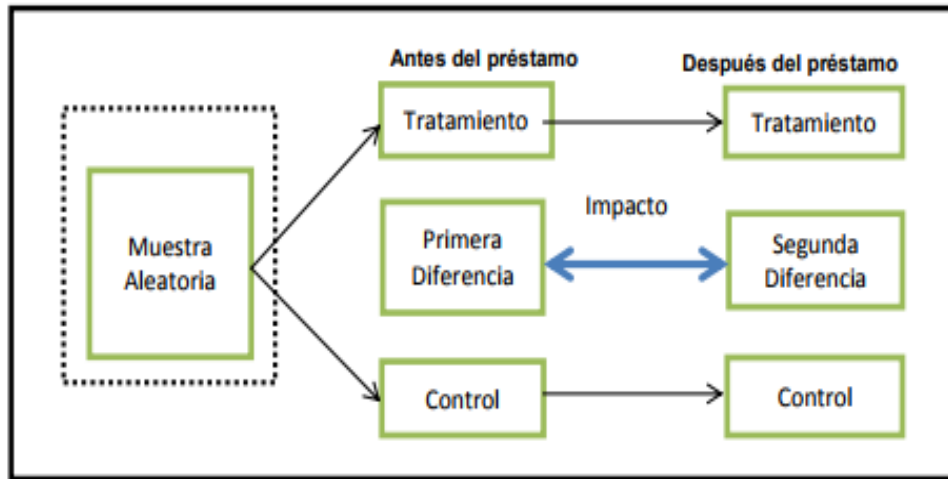 Antes del préstamo
Después del préstamo
Tratamiento
Tratamiento
Muestra
Aleatoria
Primera
Diferencia
Impacto
Segunda
Diferencia
Control
Control